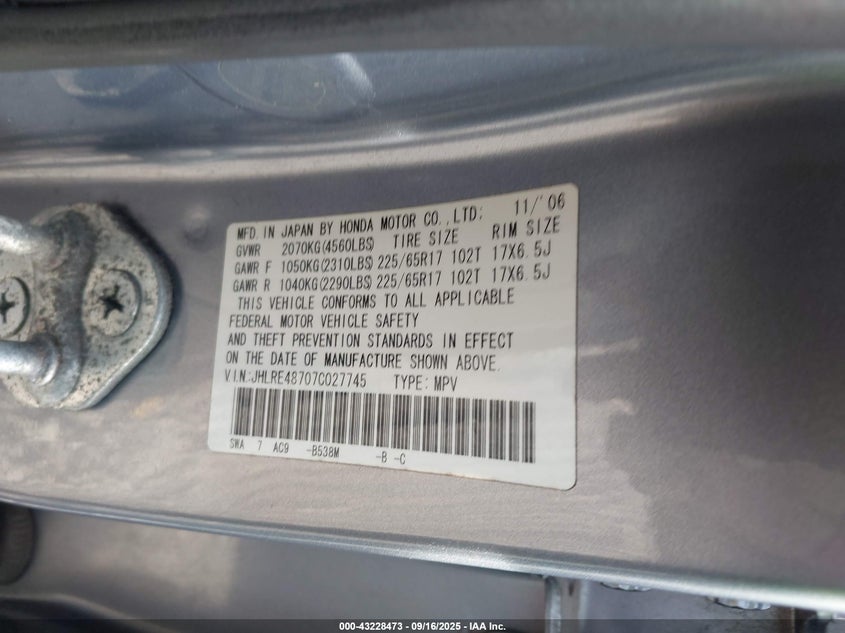 MFD. IN JAPAN BY HONDA MOTOR CO., LTD: 11/'06
GVWR 2070KG(4560LBS) TIRE SIZE RIM SIZE
GAWR F 1050KG(2310LBS) 225/65R17 102T 17X6.5J
GAWR R 1040KG(2290LBS) 225/65R17 102T 17X6.5J
THIS VEHICLE CONFORMS TO ALL APPLICABLE
FEDERAL MOTOR VEHICLE SAFETY
AND THEFT PREVENTION STANDARDS IN EFFECT
ON THE DATE OF MANUFACTURE SHOWN ABOVE.
V.I.N.:JHLRE48707C027745 TYPE: MPV
SWA 7 AC9 -B538M -B -C
000-43228473 - 09/16/2025 - IAA Inc.